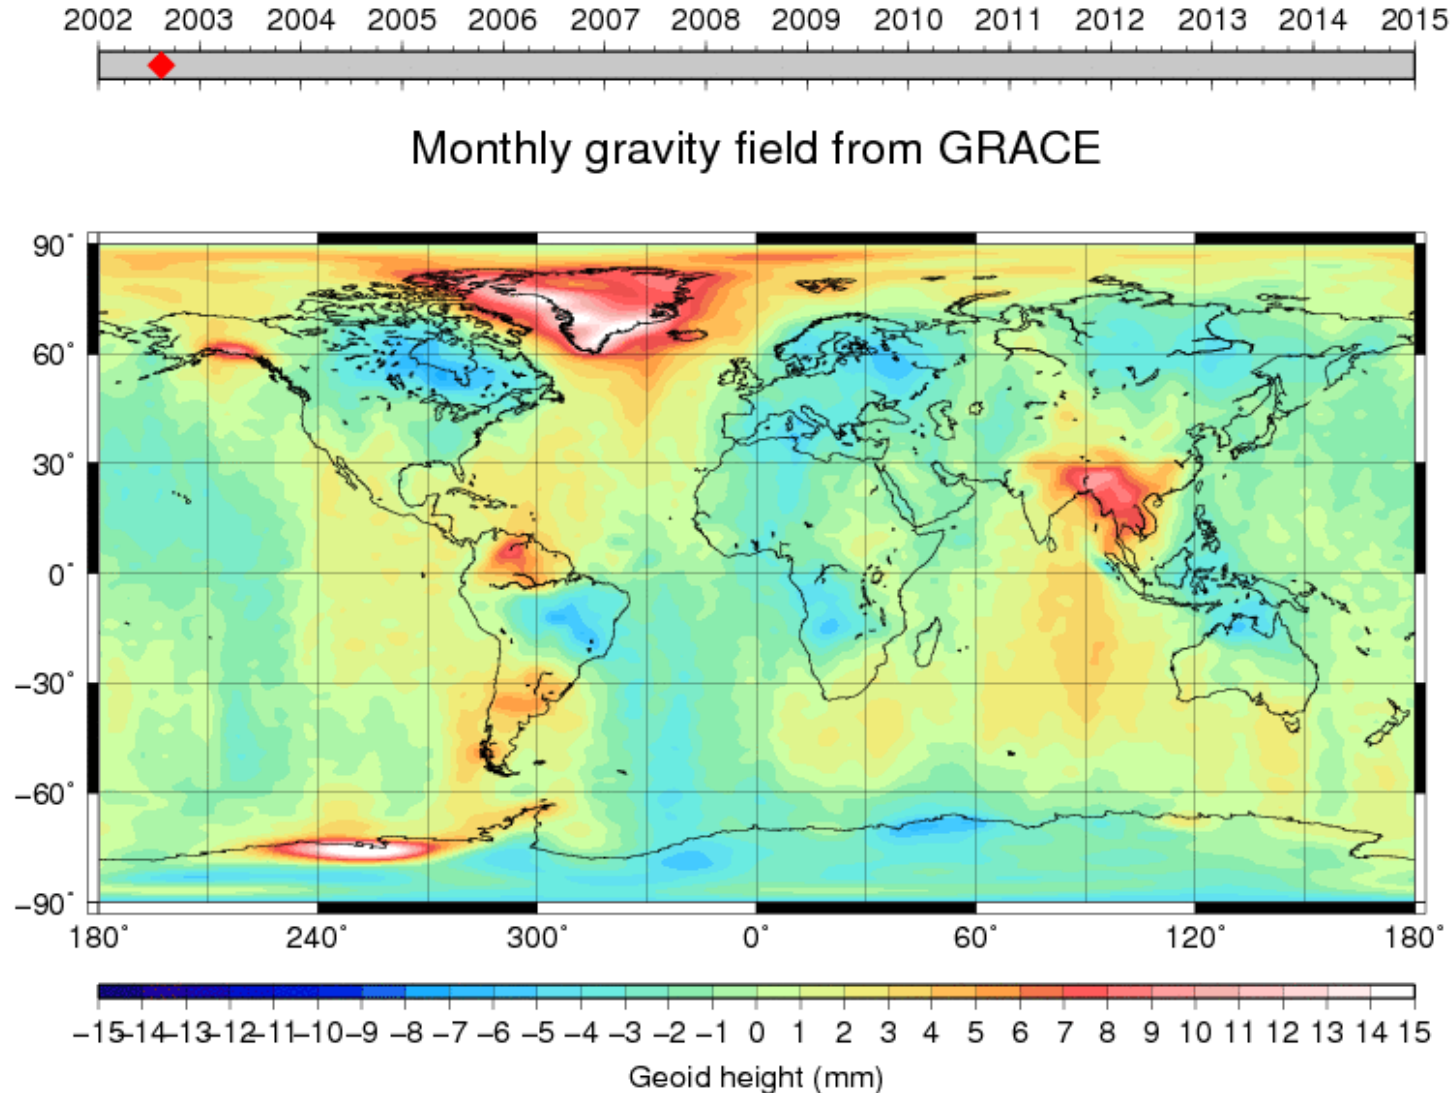 2002 2003 2004 2005 2006 2007 2008 2009 2010 2011 2012 2013 2014 2015
Monthly gravity field from GRACE
90°
60°
30°
0°
−30°
−60°
−90°
180° 240° 300° 0° 60° 120° 180°
−15 −14 −13 −12 −11 −10 −9 −8 −7 −6 −5 −4 −3 −2 −1 0 1 2 3 4 5 6 7 8 9 10 11 12 13 14 15
Geoid height (mm)